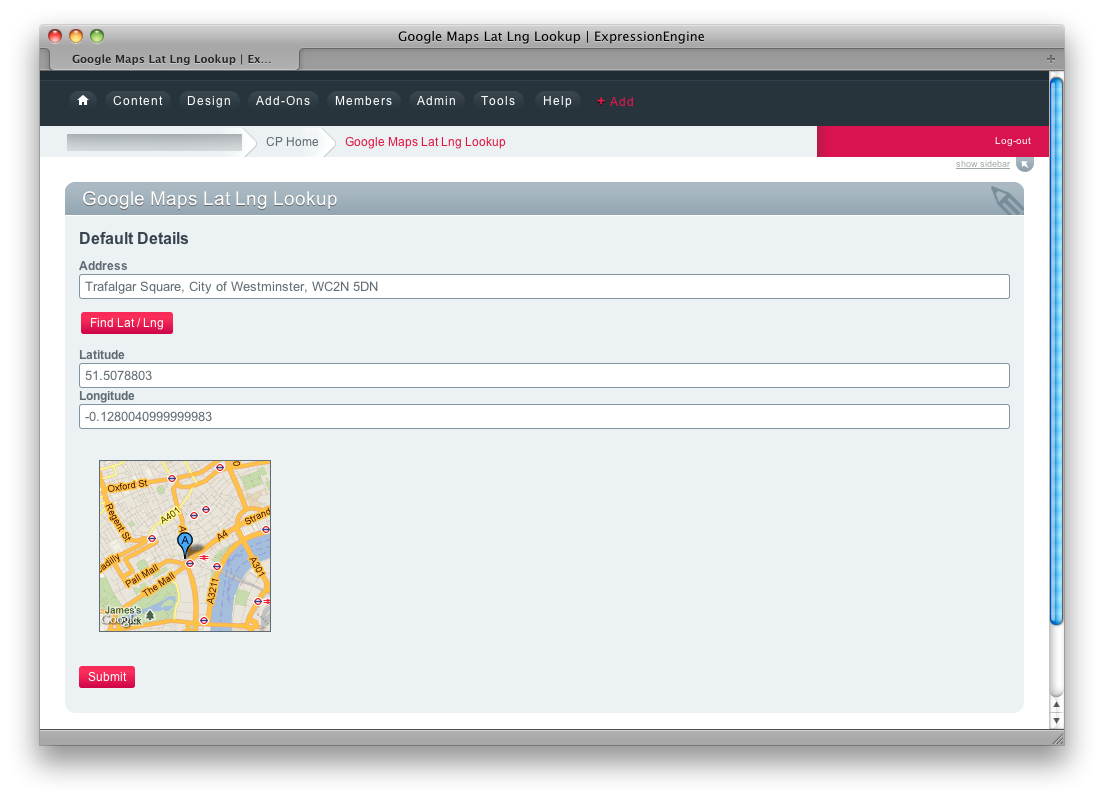 Google Maps Lat Lng Lookup | ExpressionEngine
Google Maps Lat Lng Lookup | Ex...
Content Design Add-Ons Members Admin Tools Help + Add
CP Home Google Maps Lat Lng Lookup Log-out
show sidebar
Google Maps Lat Lng Lookup
Default Details
Address
Trafalgar Square, City of Westminster, WC2N 5DN
Find Lat / Lng
Latitude
51.5078803
Longitude
-0.1280040999999983
Oxford St
Regent St
A401
Strand
A4
A
adilly
Pall Mall
The Mall
A3211
A301
James's
Park
Google
Submit